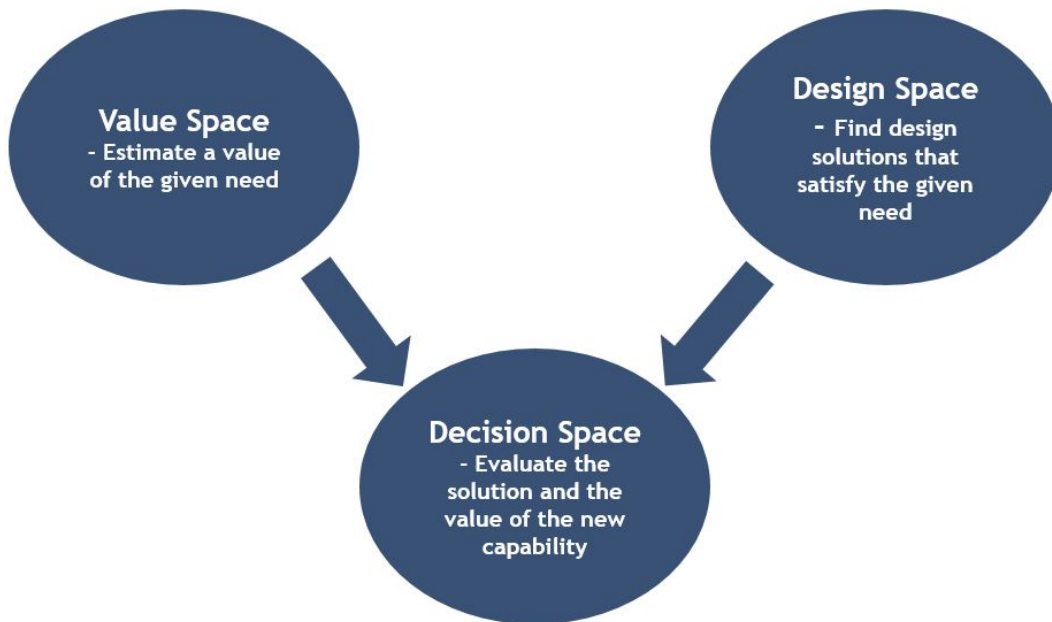 Value Space
- Estimate a value
of the given need
Design Space
- Find design
solutions that
satisfy the given
need
Decision Space
- Evaluate the
solution and the
value of the new
capability